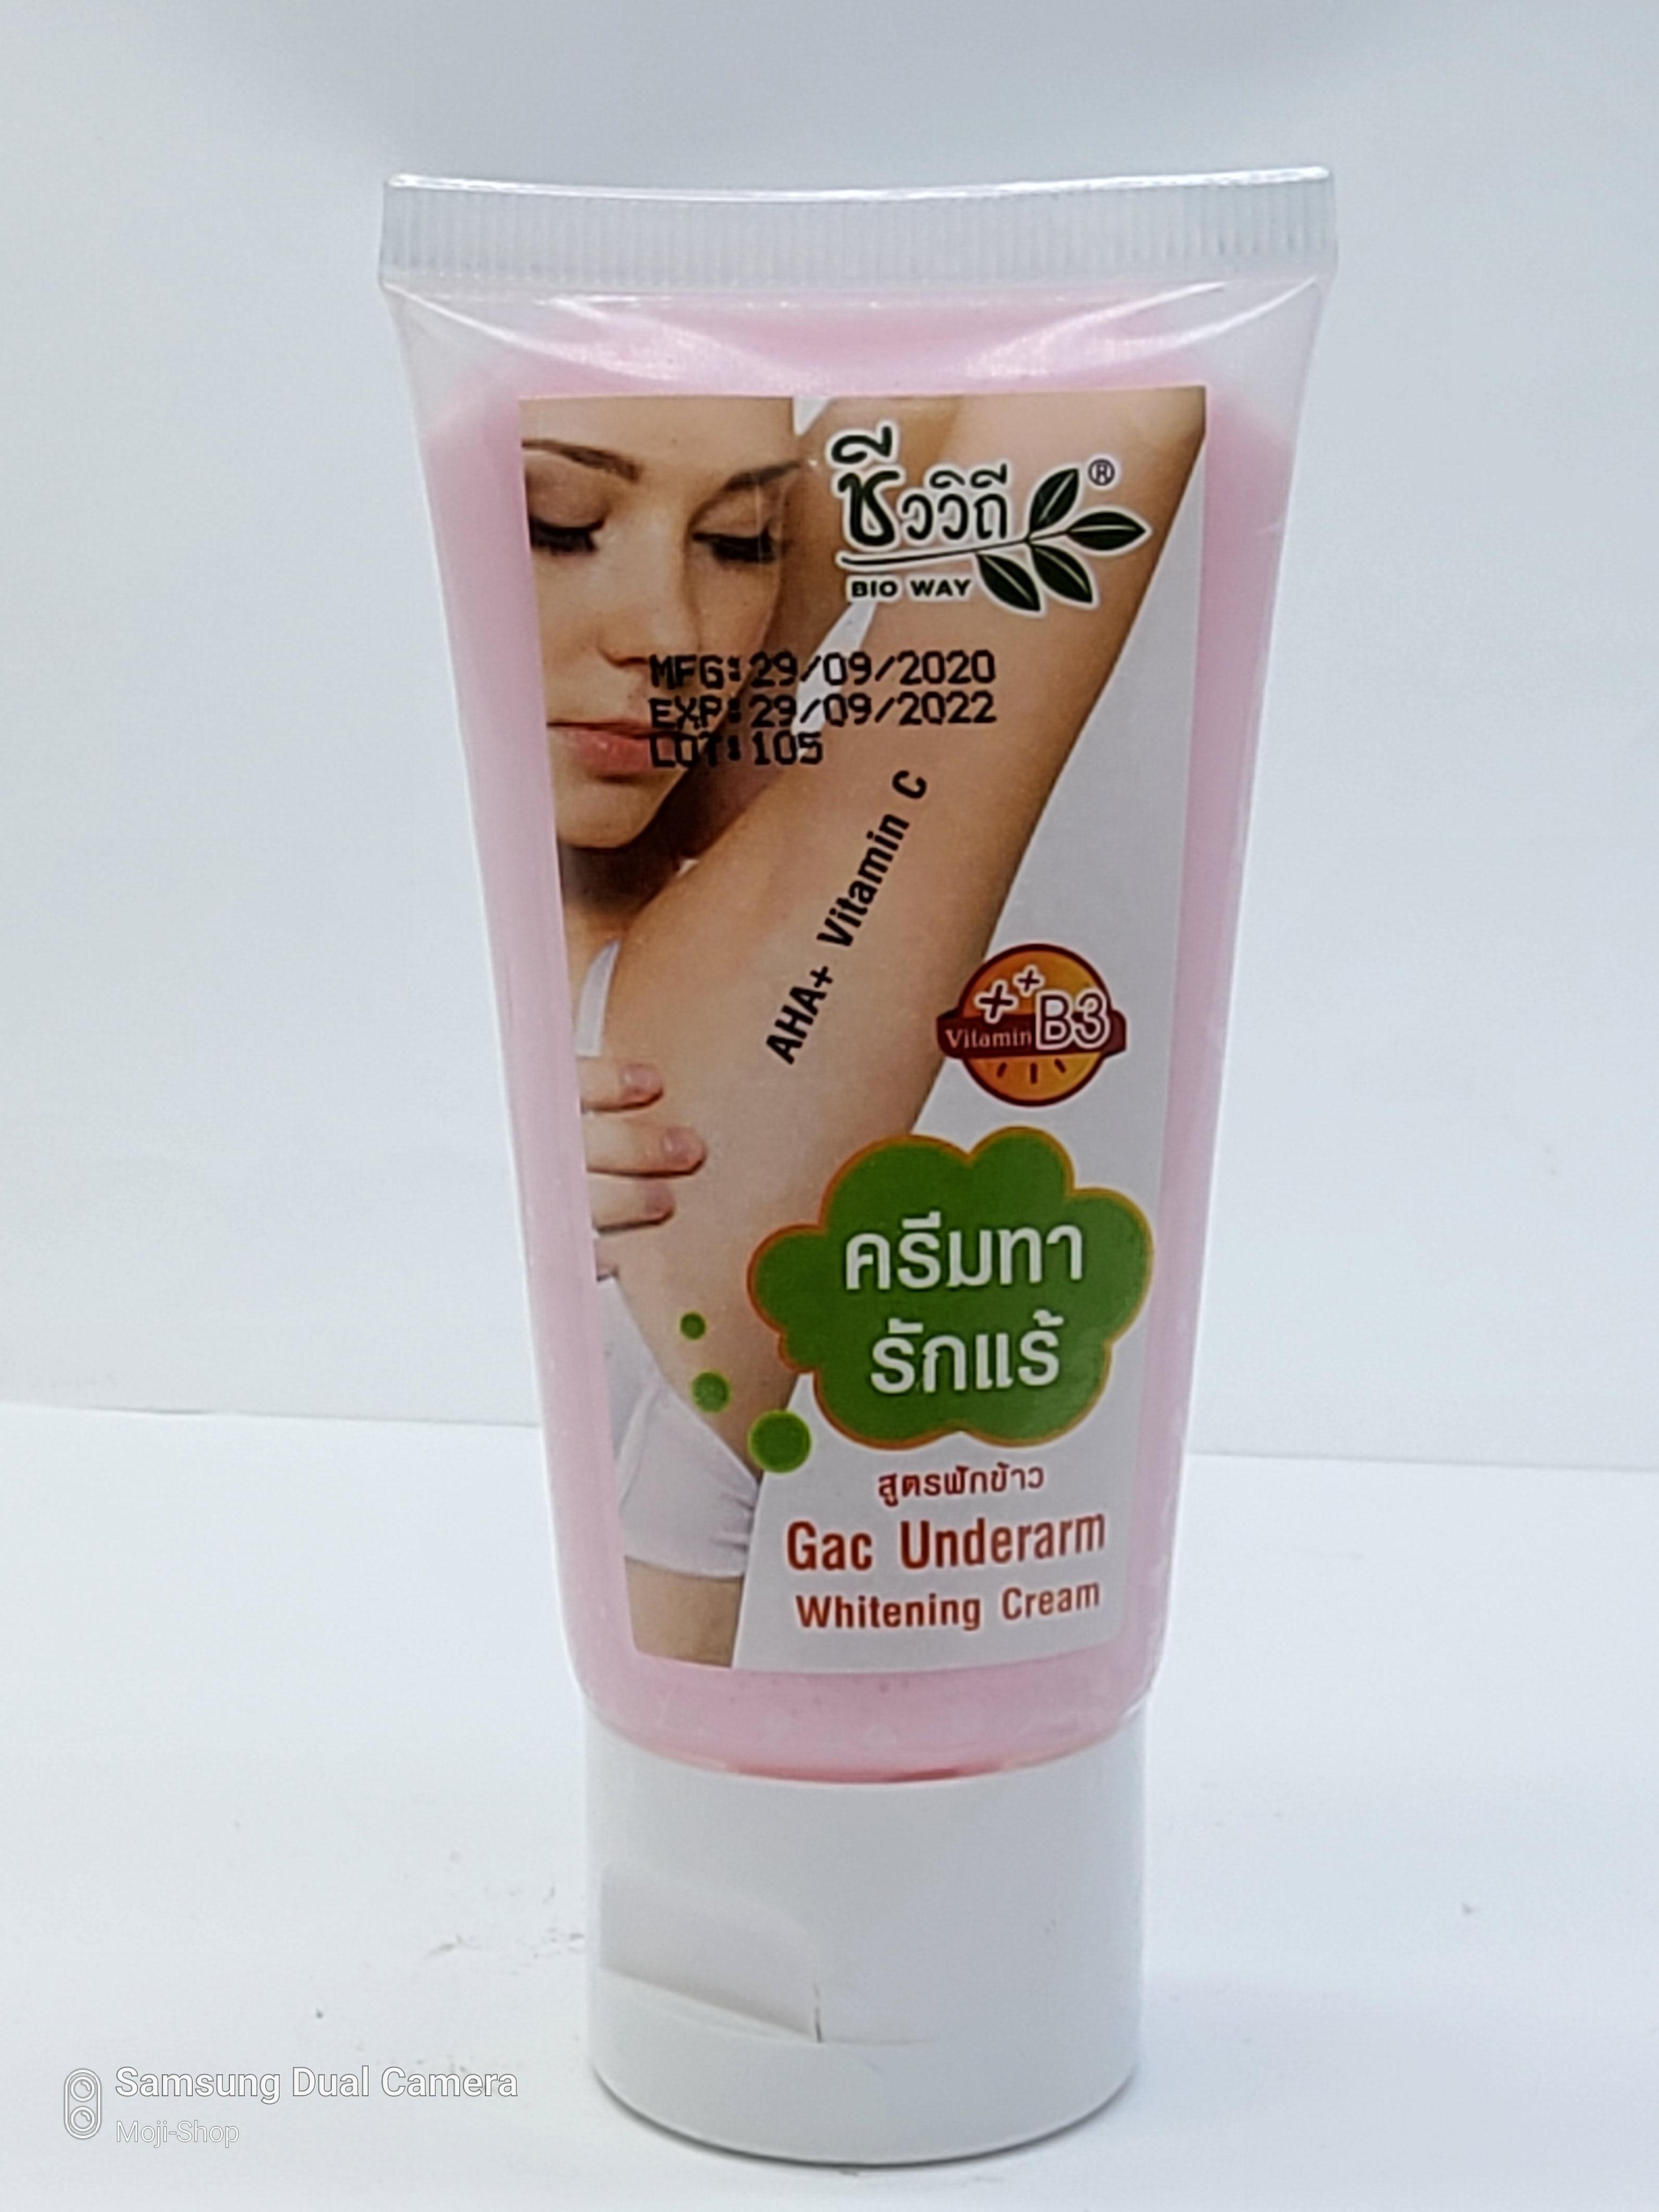 ชีววิถี ®
BIO WAY
MFG:29/09/2020
EXP:29/09/2022
LOT:105
AHA+ Vitamin C
++
Vitamin B3
ครีมทา
รักแร้
สูตรฟักข้าว
Gac Underarm
Whitening Cream
Samsung Dual Camera
Moji-Shop